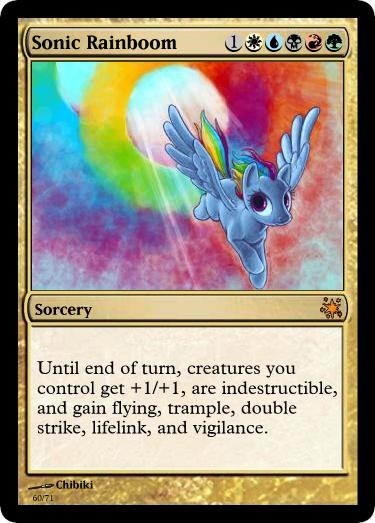 Sonic Rainboom 1
Sorcery
Until end of turn, creatures you
control get +1/+1, are indestructible,
and gain flying, trample, double
strike, lifelink, and vigilance.
Chibiki
60/71